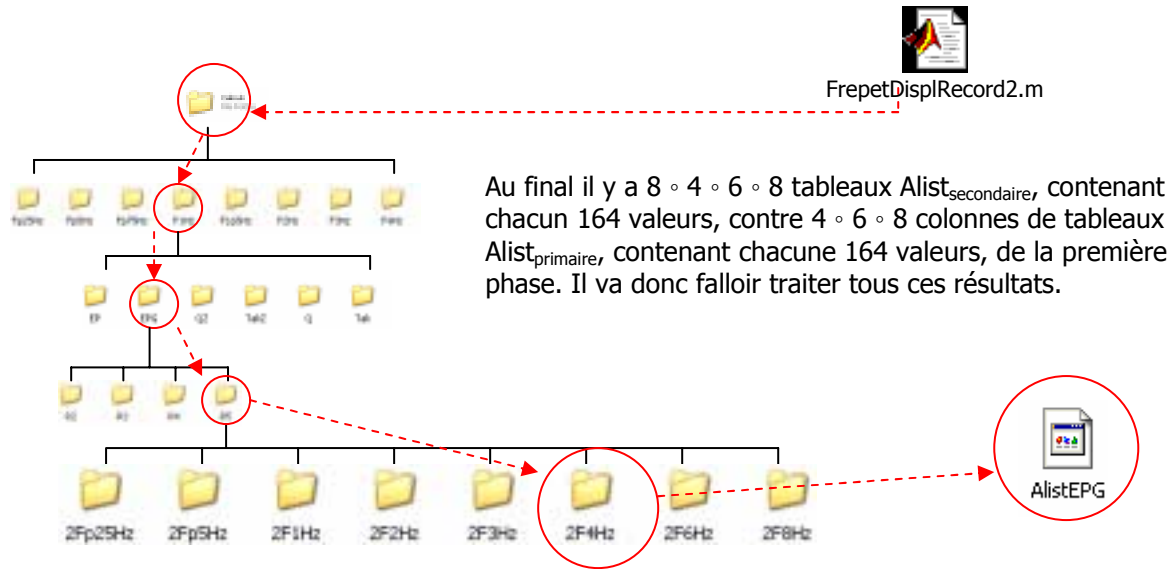 FrepetDisplRecord2.m
Au final il y a 8 ◦ 4 ◦ 6 ◦ 8 tableaux Alistsecondaire, contenant
chacun 164 valeurs, contre 4 ◦ 6 ◦ 8 colonnes de tableaux
Alistprimaire, contenant chacune 164 valeurs, de la première
phase. Il va donc falloir traiter tous ces résultats.
EP EPG Q2 Q
AlistEPG
2Fp25Hz 2Fp5Hz 2F1Hz 2F2Hz 2F3Hz 2F4Hz 2F6Hz 2F8Hz